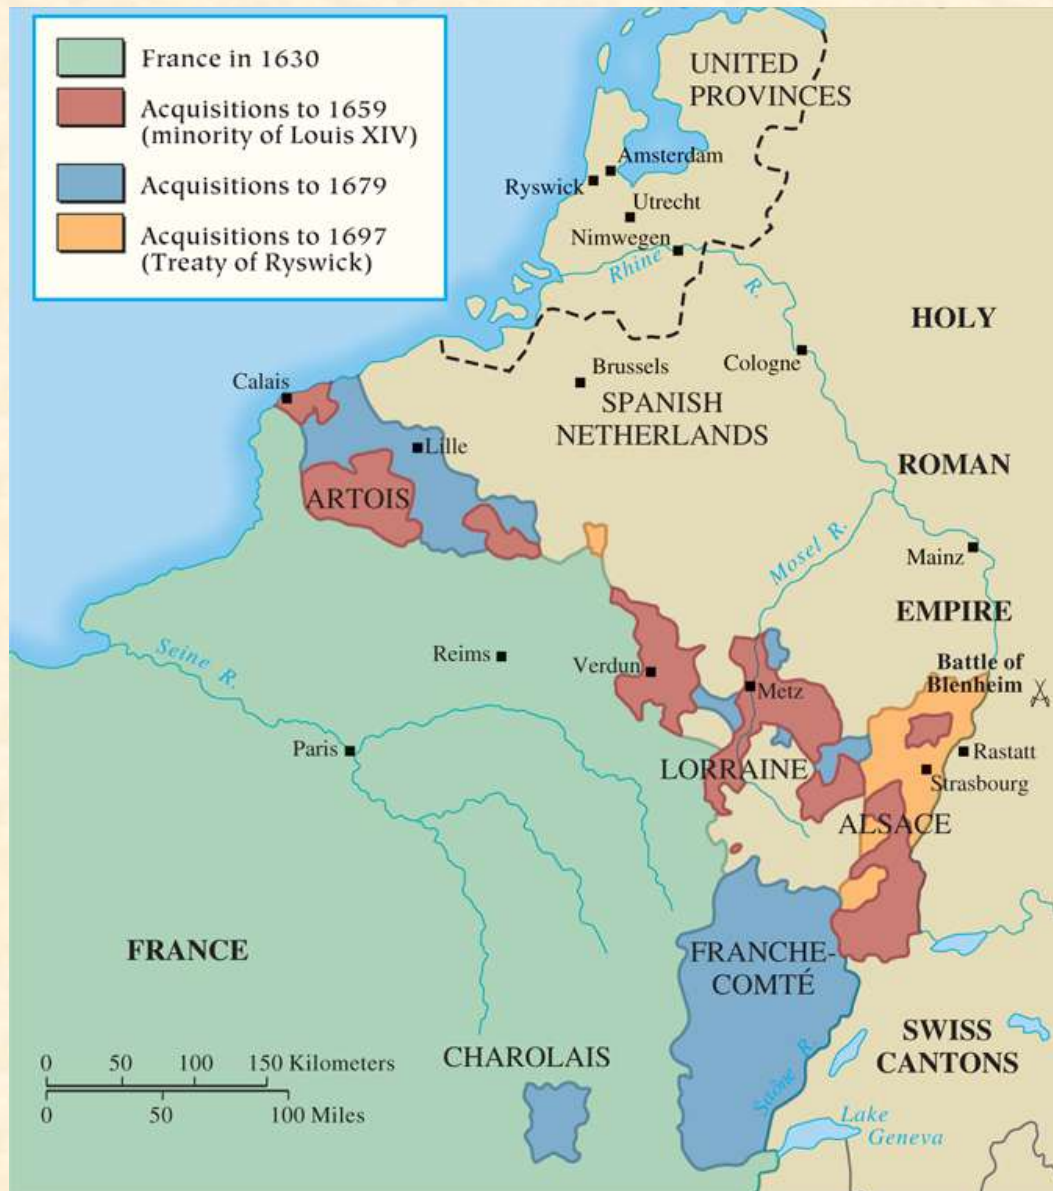 France in 1630
Acquisitions to 1659
(minority of Louis XIV)
Acquisitions to 1679
Acquisitions to 1697
(Treaty of Ryswick)
UNITED
PROVINCES
Amsterdam
Ryswick
Utrecht
Nimwegen
Rhine
R.
HOLY
Cologne
Brussels
Calais
SPANISH
NETHERLANDS
Lille
ROMAN
ARTOIS
Mosel R.
Mainz
EMPIRE
Seine R.
Reims
Verdun
Metz
Battle of
Blenheim
Paris
LORRAINE
Rastatt
Strasbourg
ALSACE
FRANCE
FRANCHE-
COMTÉ
SWISS
CANTONS
CHAROLAIS
Saône R.
Lake
Geneva
0 50 100 150 Kilometers
0 50 100 Miles